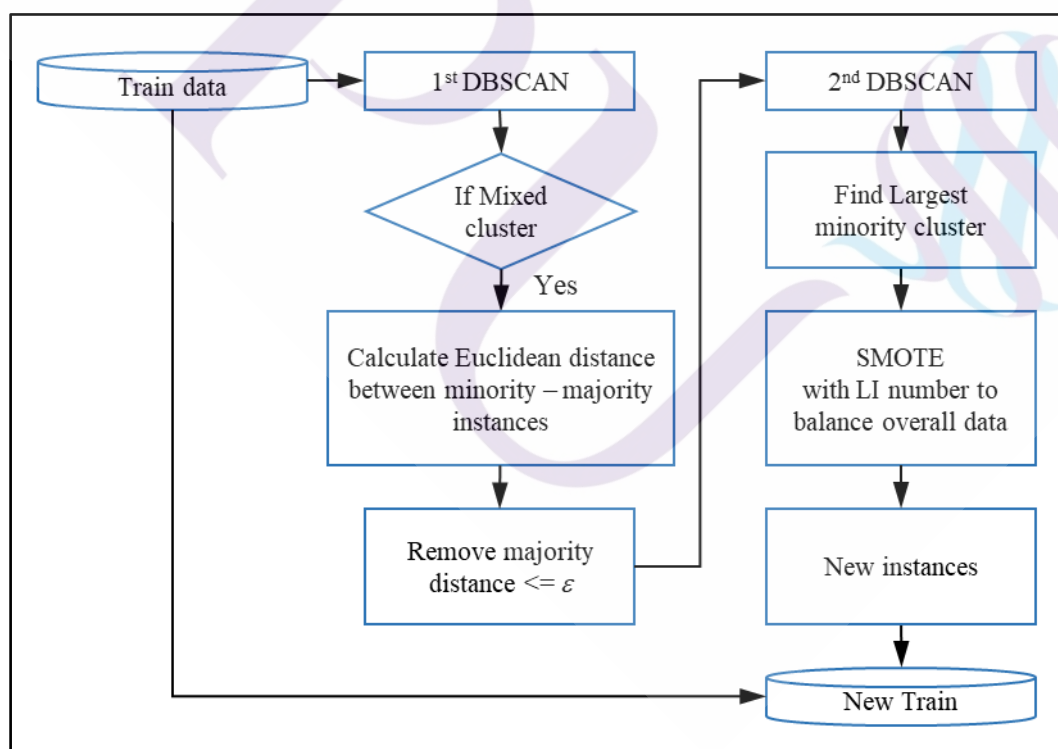 Train data
1st DBSCAN
If Mixed
cluster
Yes
Calculate Euclidean distance
between minority – majority
instances
Remove majority
distance <= ε
2nd DBSCAN
Find Largest
minority cluster
SMOTE
with LI number to
balance overall data
New instances
New Train